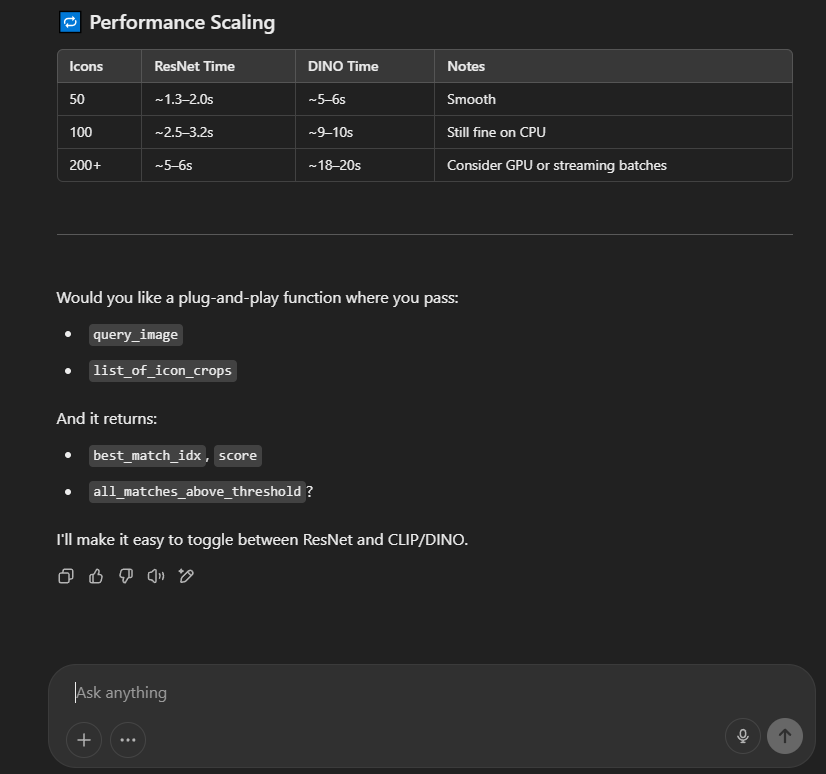 Performance Scaling
Icons ResNet Time DINO Time Notes
50 ~1.3–2.0s ~5–6s Smooth
100 ~2.5–3.2s ~9–10s Still fine on CPU
200+ ~5–6s ~18–20s Consider GPU or streaming batches
Would you like a plug-and-play function where you pass:
• query_image
• list_of_icon_crops
And it returns:
• best_match_idx, score
• all_matches_above_threshold?
I'll make it easy to toggle between ResNet and CLIP/DINO.
Ask anything